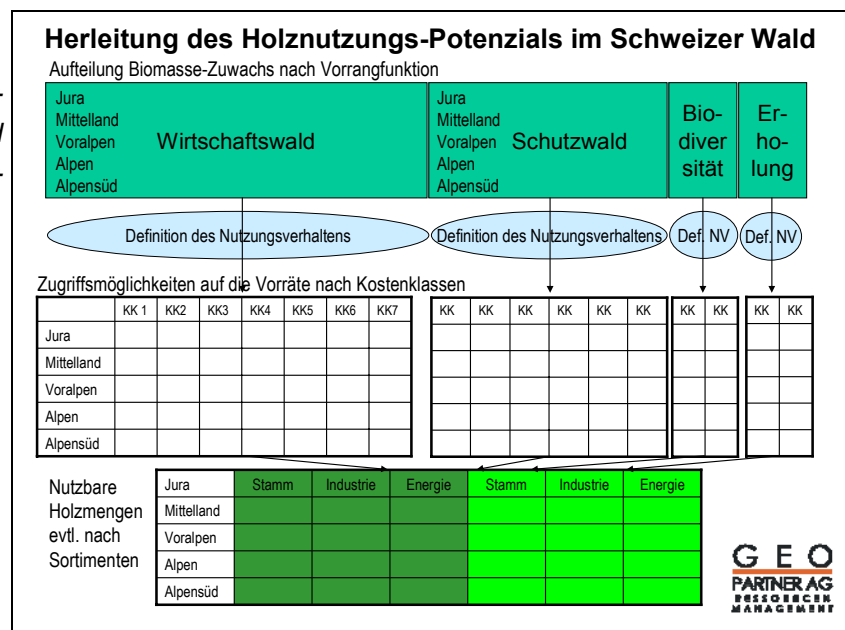 Herleitung des Holznutzungs-Potenzials im Schweizer Wald
Aufteilung Biomasse-Zuwachs nach Vorrangfunktion
Jura
Mittelland
Voralpen
Alpen
Alpensüd
Wirtschaftswald
Jura
Mittelland
Voralpen
Alpen
Alpensüd
Schutzwald
Bio-
diver
sität
Er-
ho-
lung
Definition des Nutzungsverhaltens
Definition des Nutzungsverhaltens
Def. NV
Def. NV
Zugriffsmöglichkeiten auf die Vorräte nach Kostenklassen
KK 1 KK2 KK3 KK4 KK5 KK6 KK7
Jura
Mittelland
Voralpen
Alpen
Alpensüd
KK KK KK KK KK KK
KK KK
KK KK
Nutzbare
Holzmengen
evtl. nach
Sortimenten
Jura Stamm Industrie Energie Stamm Industrie Energie
Mittelland
Voralpen
Alpen
Alpensüd
GEO
PARTNER AG
RESSOURCEN
MANAGEMENT